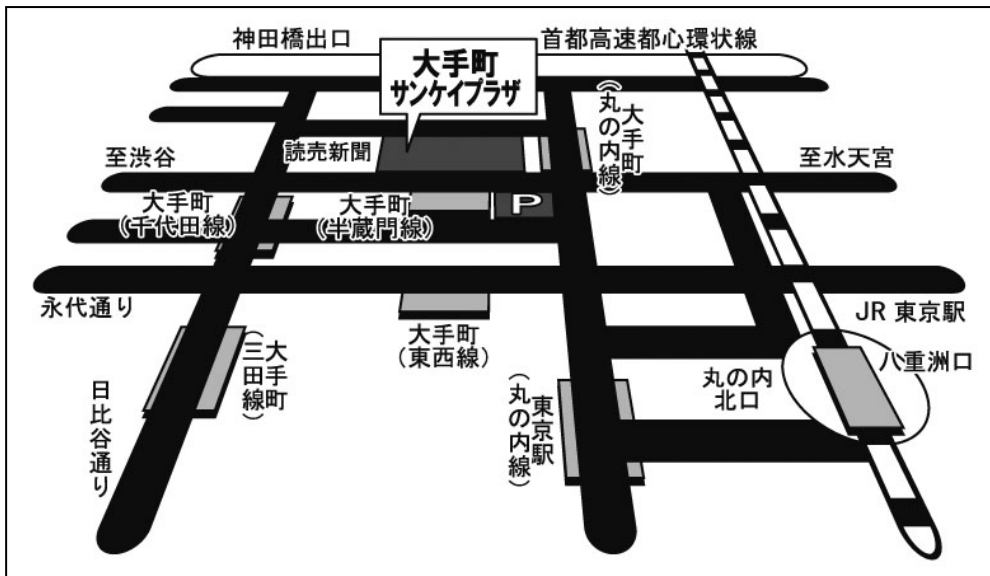 神田橋出口
首都高速都心環状線
大手町
サンケイプラザ
大手町
(丸の内線)
読売新聞
至渋谷
至水天宮
大手町
(千代田線)
大手町
(半蔵門線)
P
永代通り
JR 東京駅
大手町
(東西線)
大手町
(三田線)
八重洲口
丸の内
北口
東京駅
(丸の内線)
日比谷通り